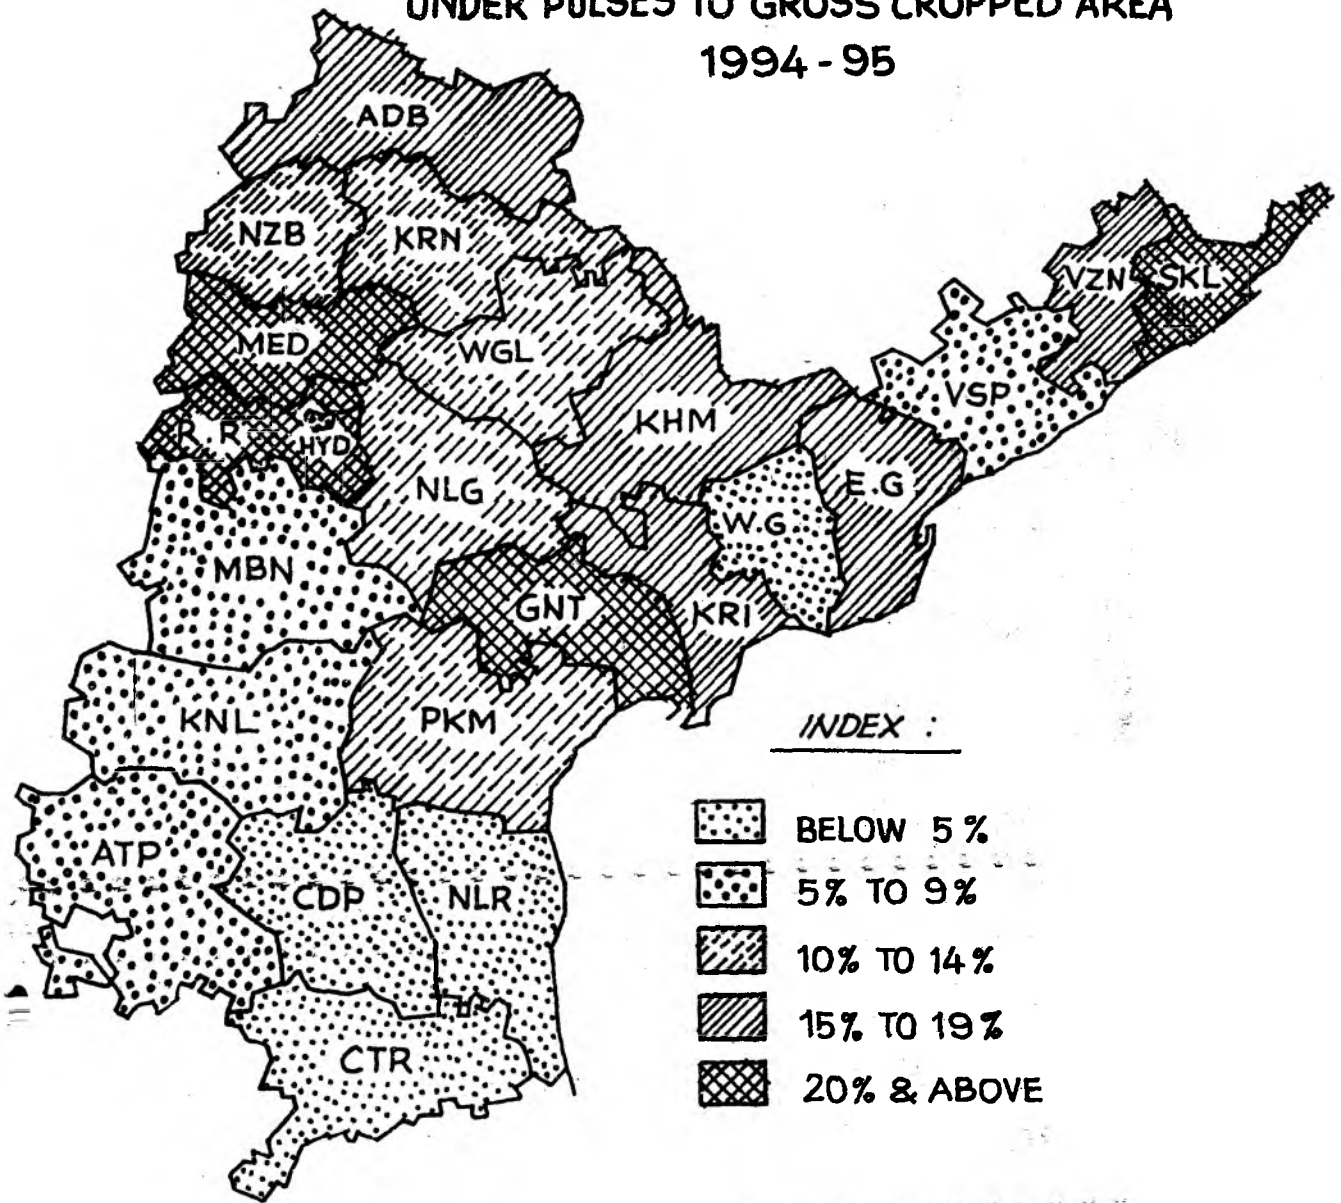 UNDER PULSES TO GROSS CROPPED AREA
1994-95
ADB
NZB
KRN
VZN
SKL
MED
WGL
VSP
R.R
HYD
KHM
NLG
E.G
W.G
MBN
GNT
KRI
KNL
PKM
INDEX :
BELOW 5%
ATP
5% TO 9%
CDP
NLR
10% TO 14%
15% TO 19%
CTR
20% & ABOVE